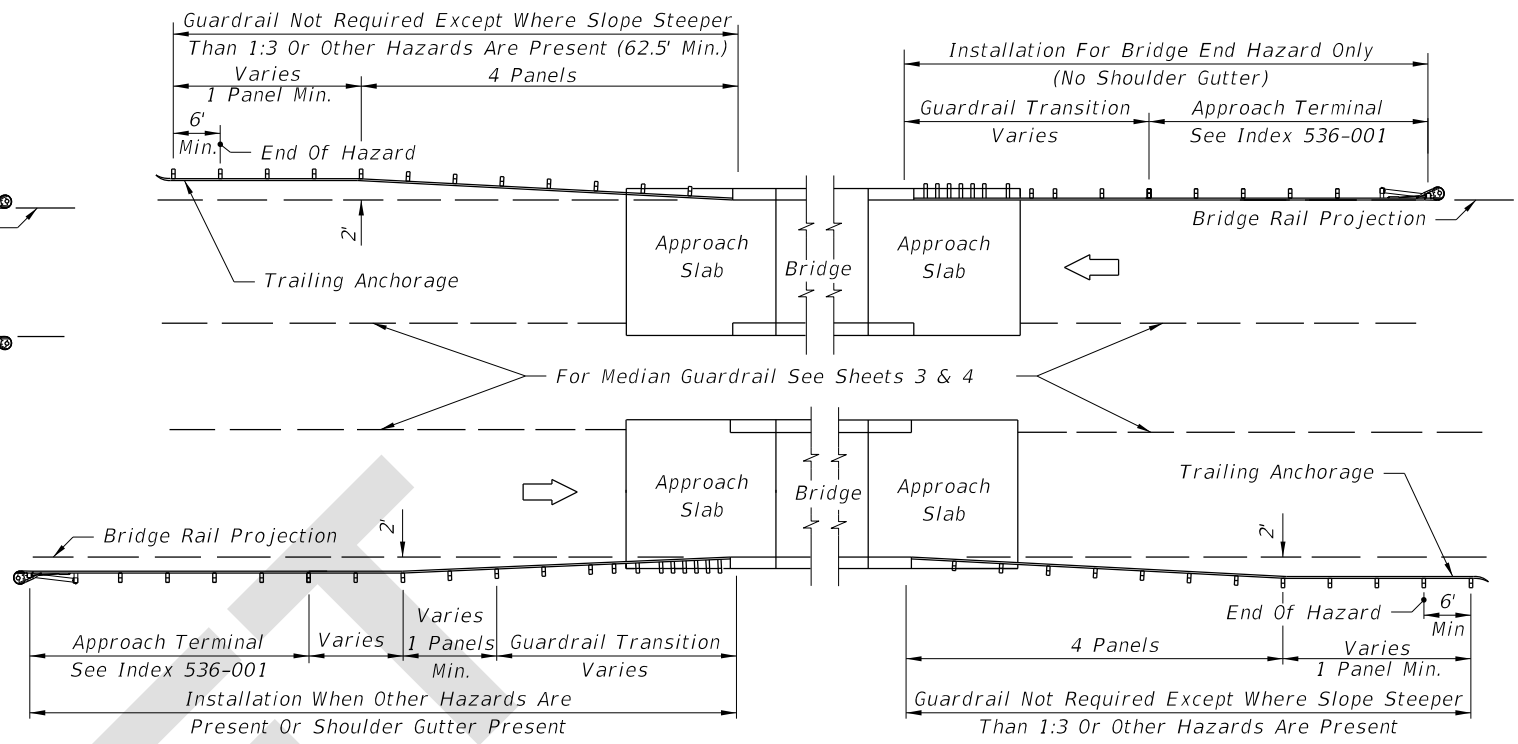 Guardrail Not Required Except Where Slope Steeper
Than 1:3 Or Other Hazards Are Present (62.5' Min.)
Varies
1 Panel Min.
4 Panels
6'
Min.
End Of Hazard
2'
Trailing Anchorage
Installation For Bridge End Hazard Only
(No Shoulder Gutter)
Guardrail Transition
Varies
Approach Terminal
See Index 536-001
Bridge Rail Projection
Approach
Slab
Bridge
Approach
Slab
For Median Guardrail See Sheets 3 & 4
Approach
Slab
Bridge
Approach
Slab
Trailing Anchorage
Bridge Rail Projection
2'
2'
End Of Hazard
6'
Min
Approach Terminal
See Index 536-001
Varies
Varies
1 Panels
Min.
Guardrail Transition
Varies
Installation When Other Hazards Are
Present Or Shoulder Gutter Present
4 Panels
Varies
1 Panel Min.
Guardrail Not Required Except Where Slope Steeper
Than 1:3 Or Other Hazards Are Present